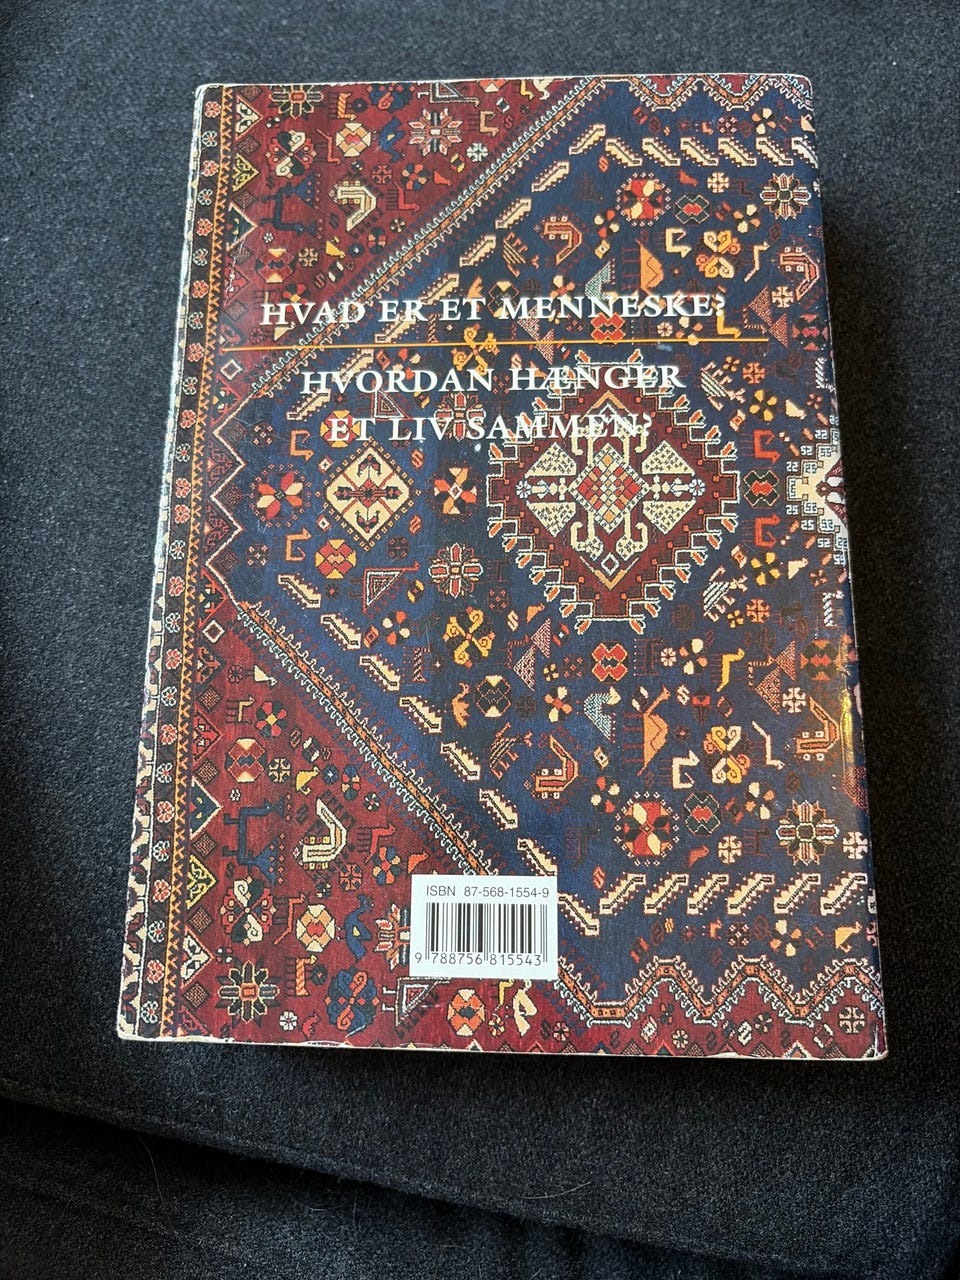 HVAD ER ET MENNESKE?
HVORDAN HÆNGER
ET LIV SAMMEN?
ISBN 87-568-1554-9
9 788756 815543